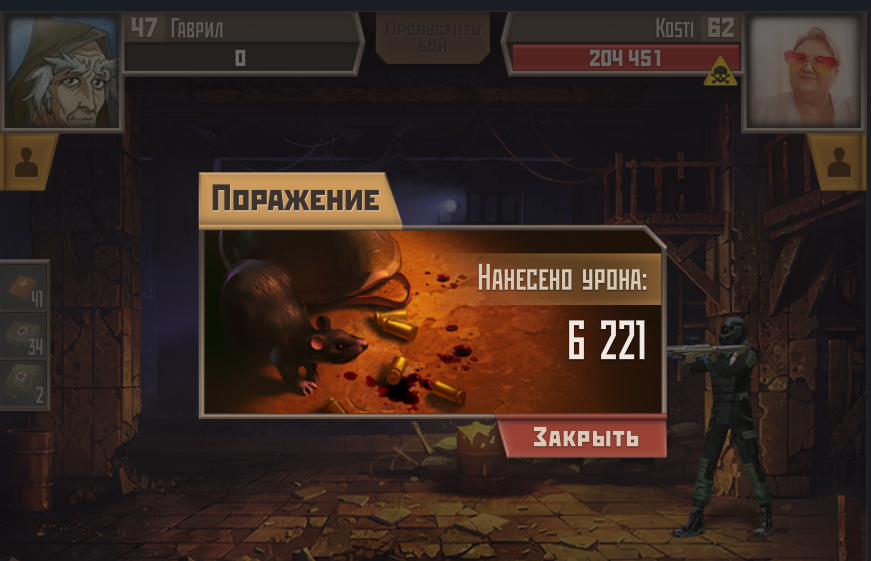 47 Гаврил
0
Пропустить
бой
Kosti 62
204 451
Поражение
Нанесено урона:
6 221
41
34
2
Закрыть